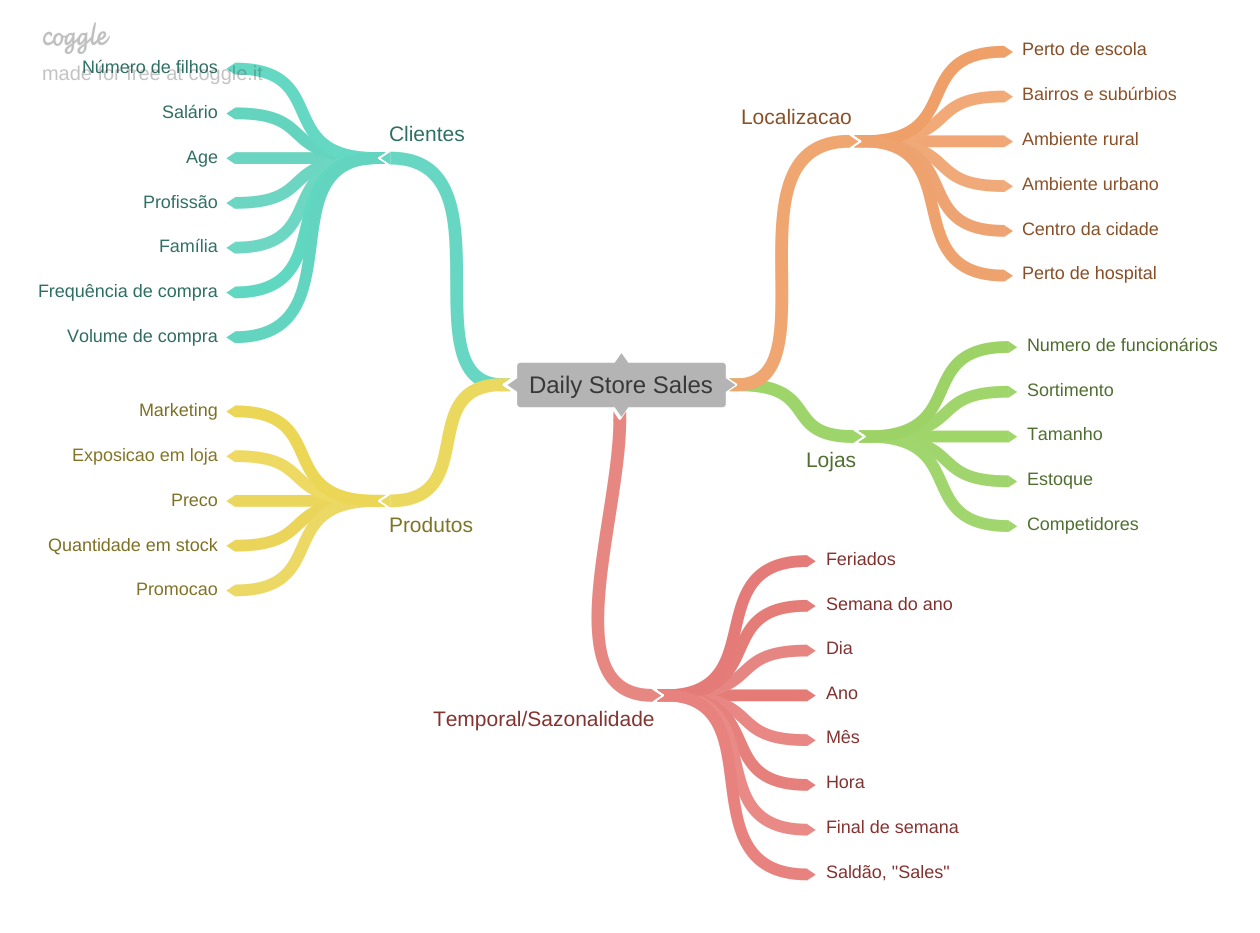 coggle
made for free at coggle.it
Número de filhos
Salário
Age
Profissão
Família
Frequência de compra
Volume de compra
Clientes
Marketing
Exposicao em loja
Preco
Quantidade em stock
Promocao
Produtos
Daily Store Sales
Localizacao
Perto de escola
Bairros e subúrbios
Ambiente rural
Ambiente urbano
Centro da cidade
Perto de hospital
Lojas
Numero de funcionários
Sortimento
Tamanho
Estoque
Competidores
Temporal/Sazonalidade
Feriados
Semana do ano
Dia
Ano
Mês
Hora
Final de semana
Saldão, "Sales"